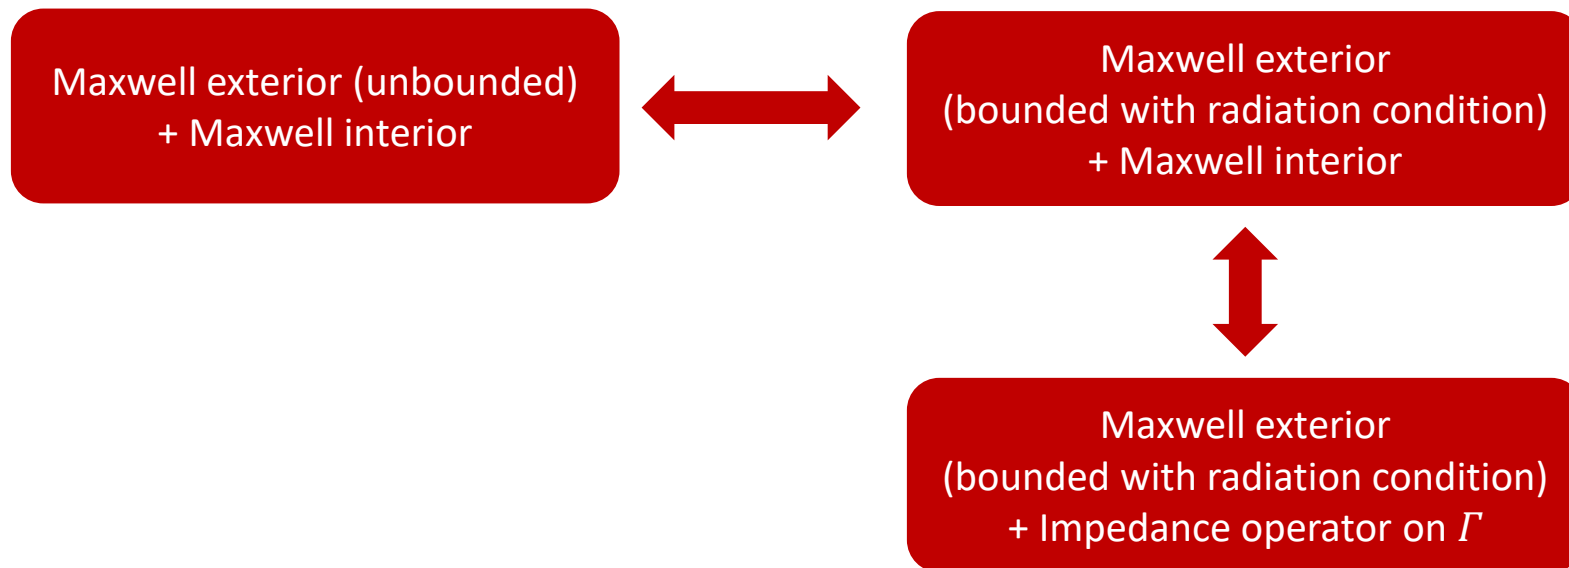 Maxwell exterior (unbounded)
+ Maxwell interior
Maxwell exterior
(bounded with radiation condition)
+ Maxwell interior
Maxwell exterior
(bounded with radiation condition)
+ Impedance operator on Γ